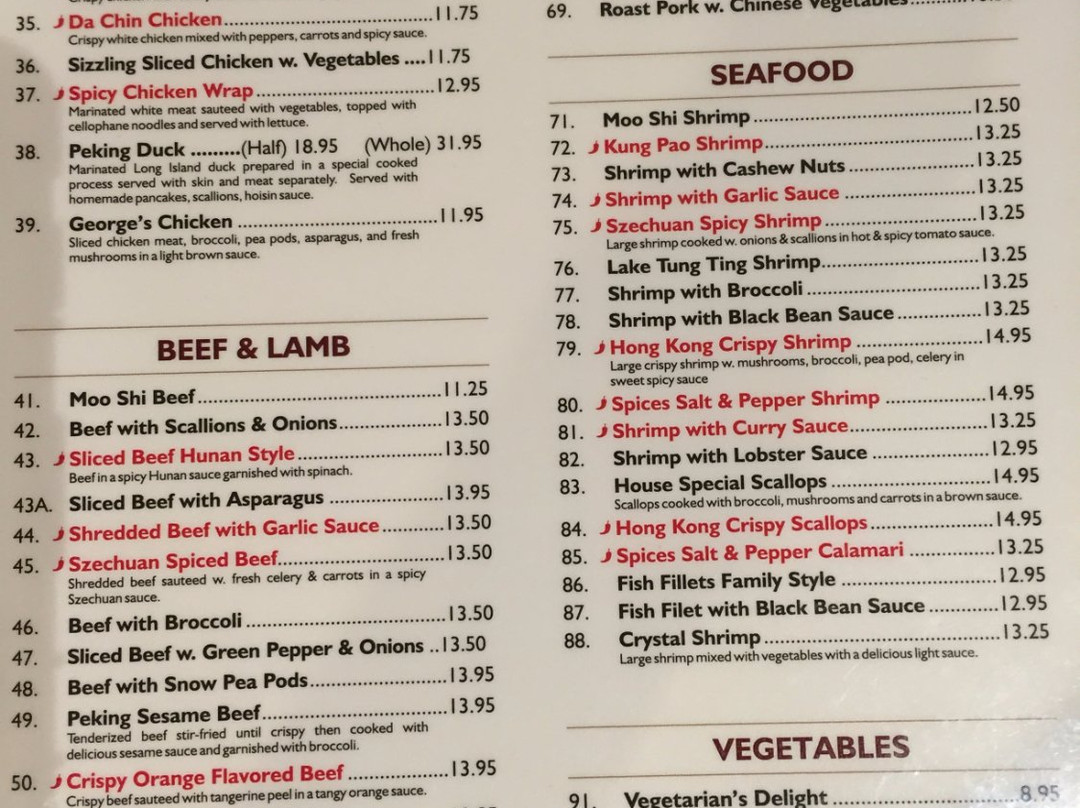 35. Da Chin Chicken..............................11.75
Crispy white chicken mixed with peppers, carrots and spicy sauce.
36. Sizzling Sliced Chicken w. Vegetables ....11.75
37. Spicy Chicken Wrap..........................12.95
Marinated white meat sauteed with vegetables, topped with
cellophane noodles and served with lettuce.
38. Peking Duck .........(Half) 18.95 (Whole) 31.95
Marinated Long Island duck prepared in a special cooked
process served with skin and meat separately. Served with
homemade pancakes, scallions, hoisin sauce.
39. George's Chicken .............................11.95
Sliced chicken meat, broccoli, pea pods, asparagus, and fresh
mushrooms in a light brown sauce.
BEEF & LAMB
41. Moo Shi Beef...................................11.25
42. Beef with Scallions & Onions...............13.50
43. Sliced Beef Hunan Style.....................13.50
Beef in a spicy Hunan sauce garnished with spinach.
43A. Sliced Beef with Asparagus ................13.95
44. Shredded Beef with Garlic Sauce.........13.50
45. Szechuan Spiced Beef........................13.50
Shredded beef sauteed w. fresh celery & carrots in a spicy
Szechuan sauce.
46. Beef with Broccoli .............................13.50
47. Sliced Beef w. Green Pepper & Onions ..13.50
48. Beef with Snow Pea Pods....................13.95
49. Peking Sesame Beef...........................13.95
Tenderized beef stir-fried until crispy then cooked with
delicious sesame sauce and garnished with broccoli.
50. Crispy Orange Flavored Beef ..............13.95
Crispy beef sauteed with tangerine peel in a tangy orange sauce.
69. Roast Pork w. Chinese Vegetables
SEAFOOD
71. Moo Shi Shrimp................................12.50
72. Kung Pao Shrimp..............................13.25
73. Shrimp with Cashew Nuts .................13.25
74. Shrimp with Garlic Sauce ..................13.25
75. Szechuan Spicy Shrimp .....................13.25
Large shrimp cooked w. onions & scallions in hot & spicy tomato sauce.
76. Lake Tung Ting Shrimp......................13.25
77. Shrimp with Broccoli ........................13.25
78. Shrimp with Black Bean Sauce ...........13.25
79. Hong Kong Crispy Shrimp .................14.95
Large crispy shrimp w. mushrooms, broccoli, pea pod, celery in
sweet spicy sauce
80. Spices Salt & Pepper Shrimp .............14.95
81. Shrimp with Curry Sauce..................13.25
82. Shrimp with Lobster Sauce ...............12.95
83. House Special Scallops .....................14.95
Scallops cooked with broccoli, mushrooms and carrots in a brown sauce.
84. Hong Kong Crispy Scallops................14.95
85. Spices Salt & Pepper Calamari ...........13.25
86. Fish Fillets Family Style ....................12.95
87. Fish Filet with Black Bean Sauce .........12.95
88. Crystal Shrimp................................13.25
Large shrimp mixed with vegetables with a delicious light sauce.
VEGETABLES
91. Vegetarian's Delight ........................8.95